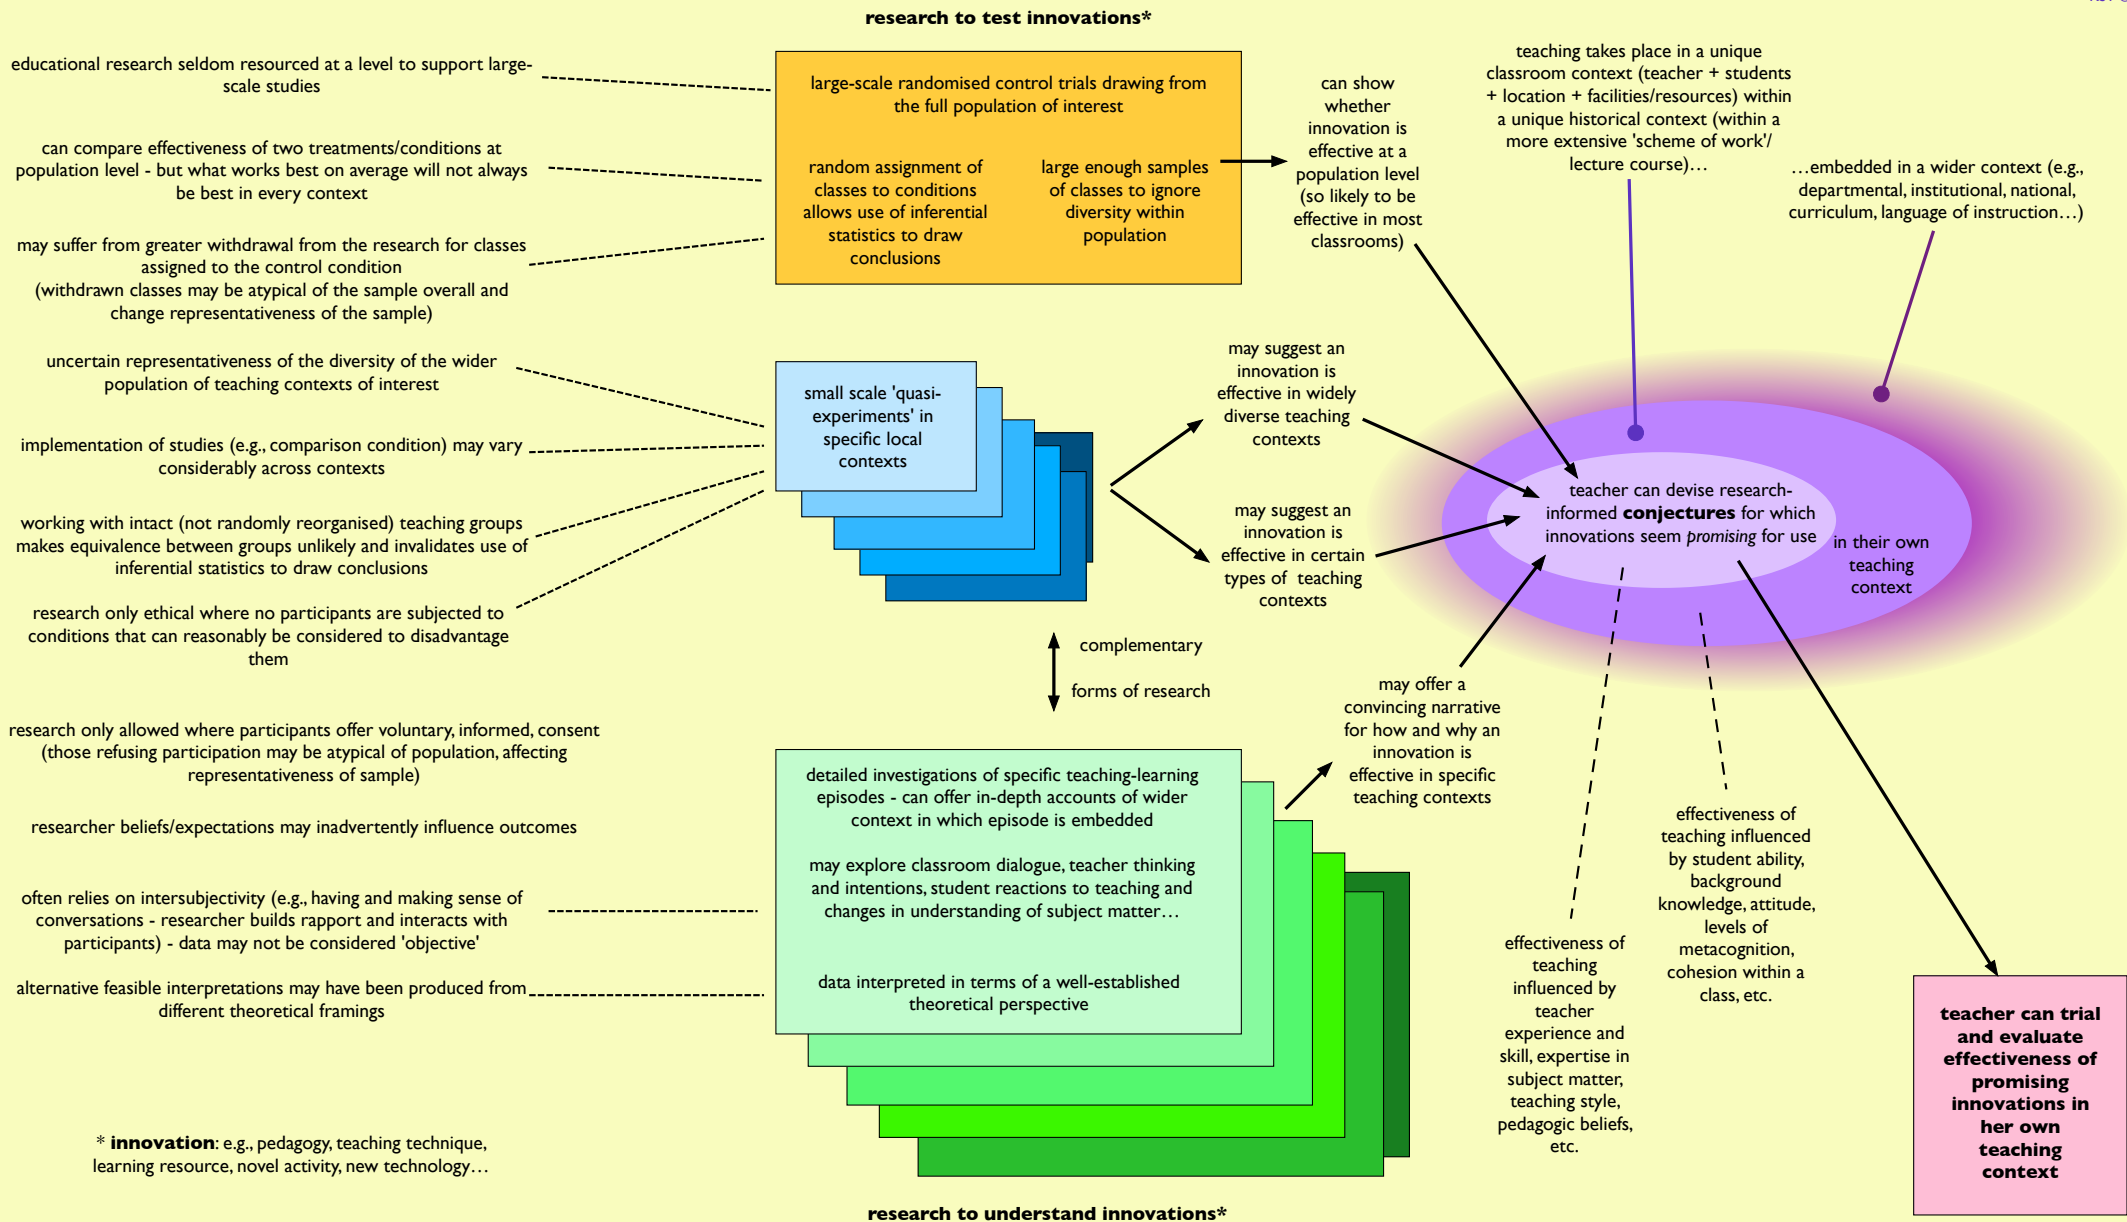 research to test innovations*
educational research seldom resourced at a level to support large-
scale studies
can compare effectiveness of two treatments/conditions at
population level - but what works best on average will not always
be best in every context
may suffer from greater withdrawal from the research for classes
assigned to the control condition
(withdrawn classes may be atypical of the sample overall and
change representativeness of the sample)
uncertain representativeness of the diversity of the wider
population of teaching contexts of interest
implementation of studies (e.g., comparison condition) may vary
considerably across contexts
working with intact (not randomly reorganised) teaching groups
makes equivalence between groups unlikely and invalidates use of
inferential statistics to draw conclusions
research only ethical where no participants are subjected to
conditions that can reasonably be considered to disadvantage
them
research only allowed where participants offer voluntary, informed, consent
(those refusing participation may be atypical of population, affecting
representativeness of sample)
researcher beliefs/expectations may inadvertently influence outcomes
often relies on intersubjectivity (e.g., having and making sense of
conversations - researcher builds rapport and interacts with
participants) - data may not be considered 'objective'
alternative feasible interpretations may have been produced from
different theoretical framings
* innovation: e.g., pedagogy, teaching technique,
learning resource, novel activity, new technology…
large-scale randomised control trials drawing from
the full population of interest
random assignment of
classes to conditions
allows use of inferential
statistics to draw
conclusions
large enough samples
of classes to ignore
diversity within
population
small scale 'quasi-
experiments' in
specific local
contexts
complementary
forms of research
detailed investigations of specific teaching-learning
episodes - can offer in-depth accounts of wider
context in which episode is embedded
may explore classroom dialogue, teacher thinking
and intentions, student reactions to teaching and
changes in understanding of subject matter…
data interpreted in terms of a well-established
theoretical perspective
research to understand innovations*
can show
whether
innovation is
effective at a
population level
(so likely to be
effective in most
classrooms)
may suggest an
innovation is
effective in widely
diverse teaching
contexts
may suggest an
innovation is
effective in certain
types of teaching
contexts
may offer a
convincing narrative
for how and why an
innovation is
effective in specific
teaching contexts
teaching takes place in a unique
classroom context (teacher + students
+ location + facilities/resources) within
a unique historical context (within a
more extensive 'scheme of work'/
lecture course)…
…embedded in a wider context (e.g.,
departmental, institutional, national,
curriculum, language of instruction…)
teacher can devise research-
informed conjectures for which
innovations seem promising for use
in their own
teaching
context
effectiveness of
teaching
influenced by
teacher
experience and
skill, expertise in
subject matter,
teaching style,
pedagogic beliefs,
etc.
effectiveness of
teaching influenced
by student ability,
background
knowledge, attitude,
levels of
metacognition,
cohesion within a
class, etc.
teacher can trial
and evaluate
effectiveness of
promising
innovations in
her own
teaching
context